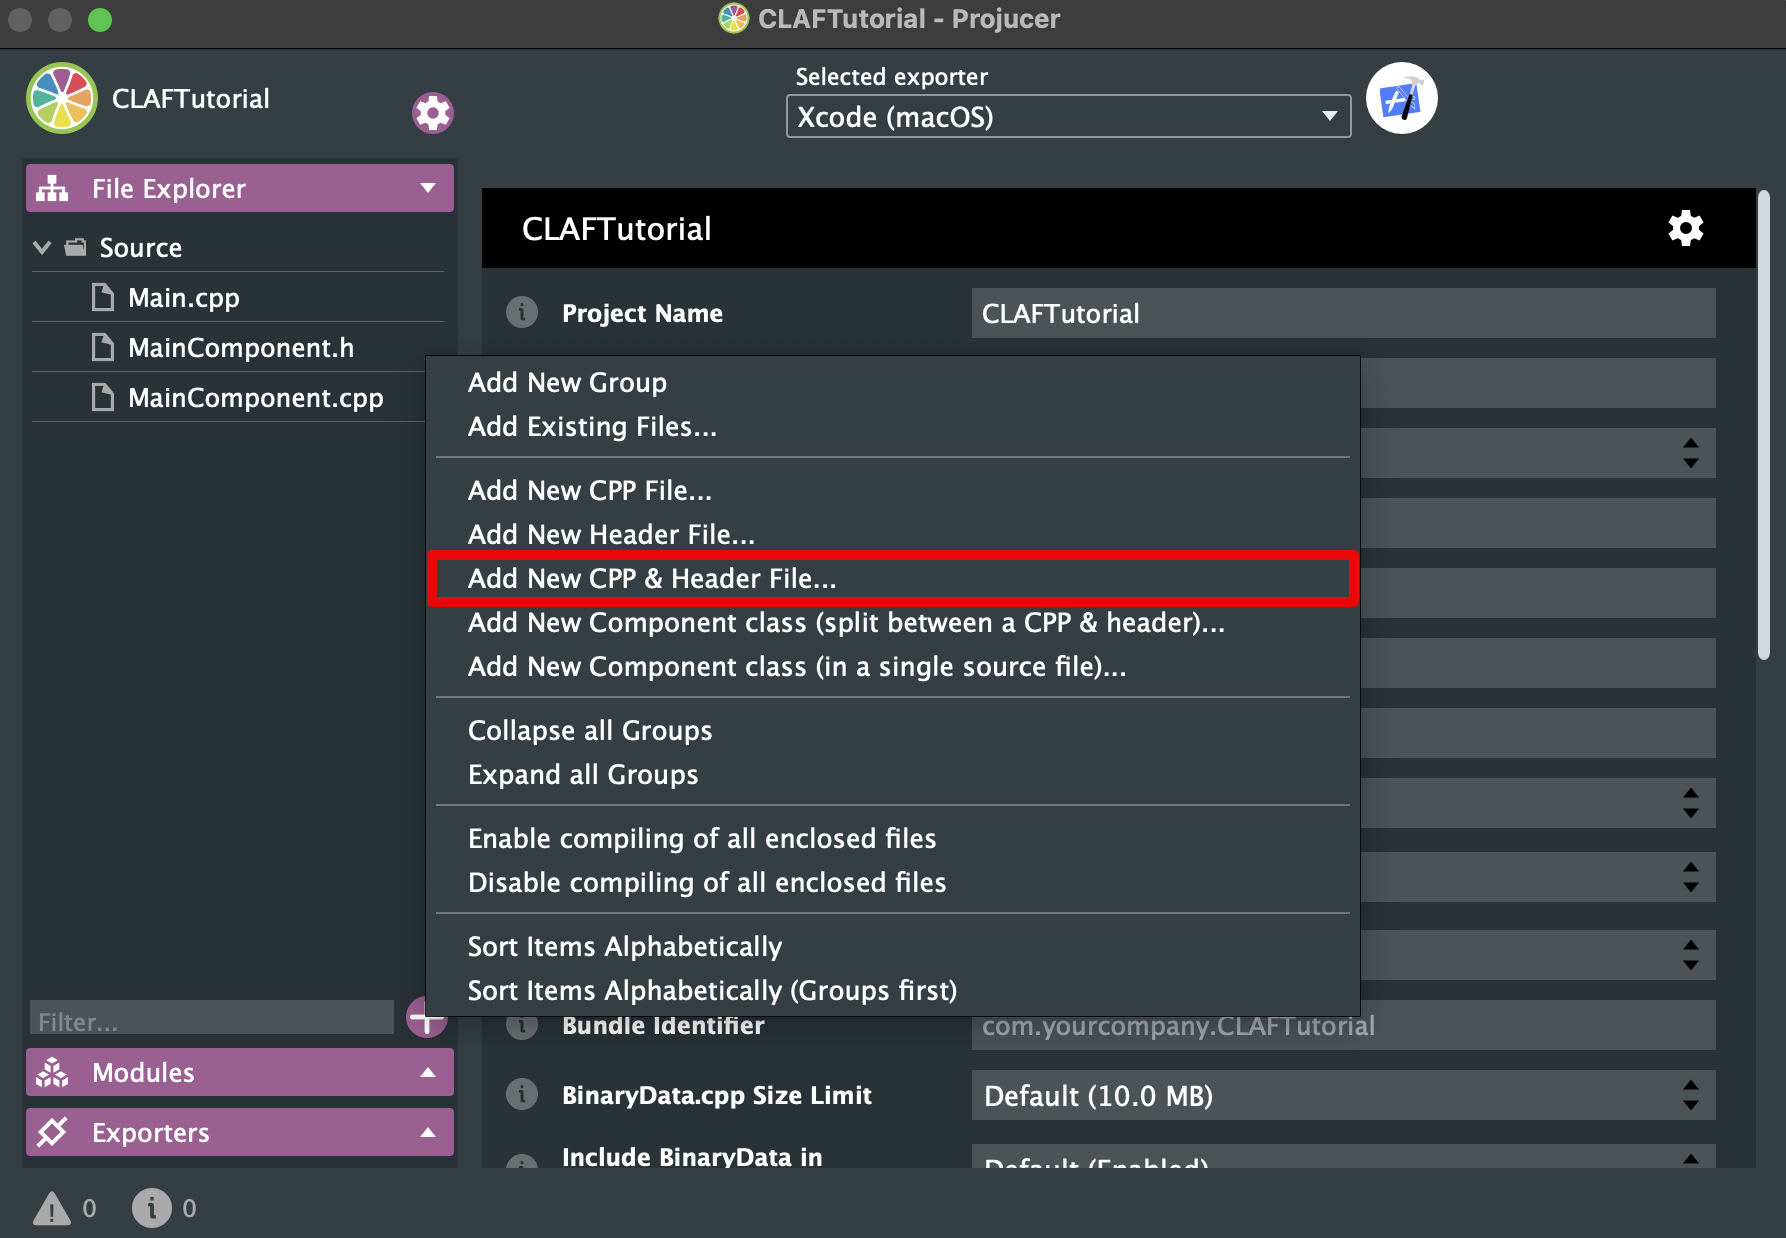 CLAFTutorial - Projucer
CLAFTutorial
Selected exporter
Xcode (macOS)
File Explorer
Source
Main.cpp
MainComponent.h
MainComponent.cpp
Filter...
Modules
Exporters
0
0
CLAFTutorial
Project Name
CLAFTutorial
Add New Group
Add Existing Files...
Add New CPP File...
Add New Header File...
Add New CPP & Header File...
Add New Component class (split between a CPP & header)...
Add New Component class (in a single source file)...
Collapse all Groups
Expand all Groups
Enable compiling of all enclosed files
Disable compiling of all enclosed files
Sort Items Alphabetically
Sort Items Alphabetically (Groups first)
Bundle Identifier
com.yourcompany.CLAFTutorial
BinaryData.cpp Size Limit
Default (10.0 MB)
Include BinaryData in
Default (Enabled)